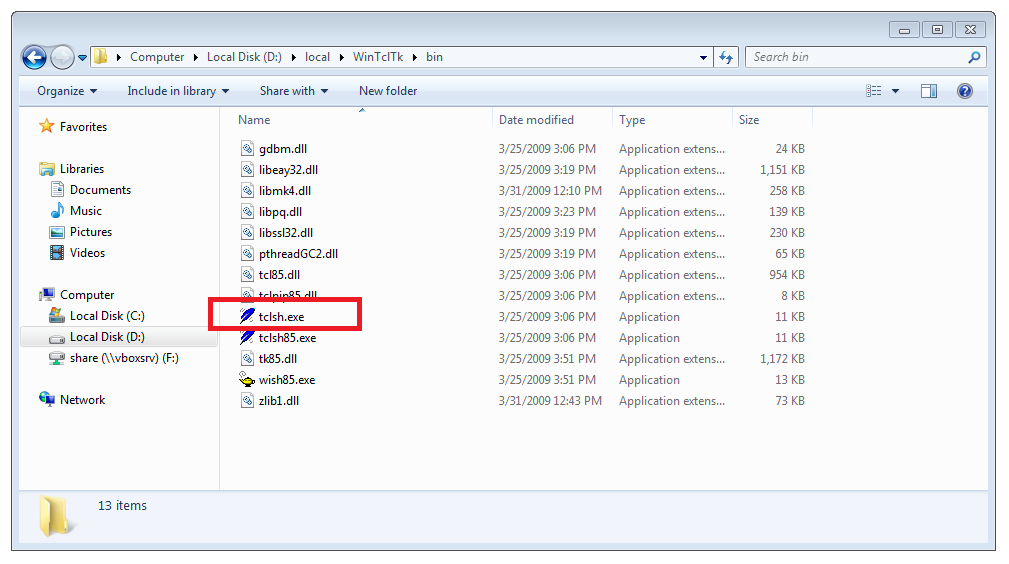 Computer Local Disk (D:) local WinTclTk bin Search bin
Organize Include in library Share with New folder
Favorites
Libraries
Documents
Music
Pictures
Videos
Computer
Local Disk (C:)
Local Disk (D:)
share (\\vboxsrv) (F:)
Network
Name Date modified Type Size
gdbm.dll 3/25/2009 3:06 PM Application extens... 24 KB
libeay32.dll 3/25/2009 3:19 PM Application extens... 1,151 KB
libmk4.dll 3/31/2009 12:10 PM Application extens... 258 KB
libpq.dll 3/25/2009 3:23 PM Application extens... 139 KB
libssl32.dll 3/25/2009 3:19 PM Application extens... 230 KB
pthreadGC2.dll 3/25/2009 3:19 PM Application extens... 65 KB
tcl85.dll 3/25/2009 3:06 PM Application extens... 954 KB
tclpip85.dll 3/25/2009 3:06 PM Application extens... 8 KB
tclsh.exe 3/25/2009 3:06 PM Application 11 KB
tclsh85.exe 3/25/2009 3:06 PM Application 11 KB
tk85.dll 3/25/2009 3:51 PM Application extens... 1,172 KB
wish85.exe 3/25/2009 3:51 PM Application 13 KB
zlib1.dll 3/31/2009 12:43 PM Application extens... 73 KB
13 items